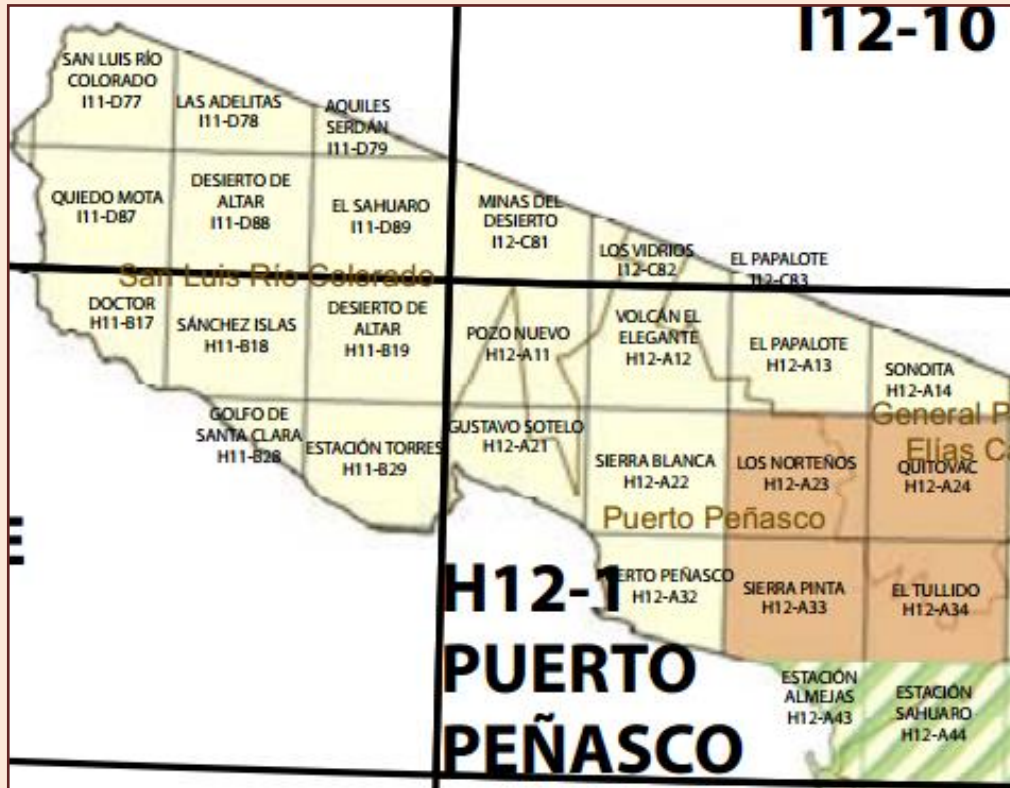 I12-10
SAN LUIS RÍO
COLORADO
I11-D77
LAS ADELITAS
I11-D78
AQUILES
SERDÁN
I11-D79
QUIEDO MOTA
I11-D87
DESIERTO DE
ALTAR
I11-D88
EL SAHUARO
I11-D89
MINAS DEL
DESIERTO
I12-C81
LOS VIDRIOS
I12-C82
EL PAPALOTE
I12-C83
San Luis Río Colorado
DOCTOR
H11-B17
SÁNCHEZ ISLAS
H11-B18
DESIERTO DE
ALTAR
H11-B19
POZO NUEVO
H12-A11
VOLCÁN EL
ELEGANTE
H12-A12
EL PAPALOTE
H12-A13
SONOITA
H12-A14
General P
Elías Ca
GOLFO DE
SANTA CLARA
H11-B28
ESTACIÓN TORRES
H11-B29
GUSTAVO SOTELO
H12-A21
SIERRA BLANCA
H12-A22
LOS NORTEÑOS
H12-A23
QUITOVAC
H12-A24
Puerto Peñasco
E
H12-1
PUERTO
PEÑASCO
ERTO PEÑASCO
H12-A32
SIERRA PINTA
H12-A33
EL TULLIDO
H12-A34
ESTACIÓN
ALMEJAS
H12-A43
ESTACIÓN
SAHUARO
H12-A44